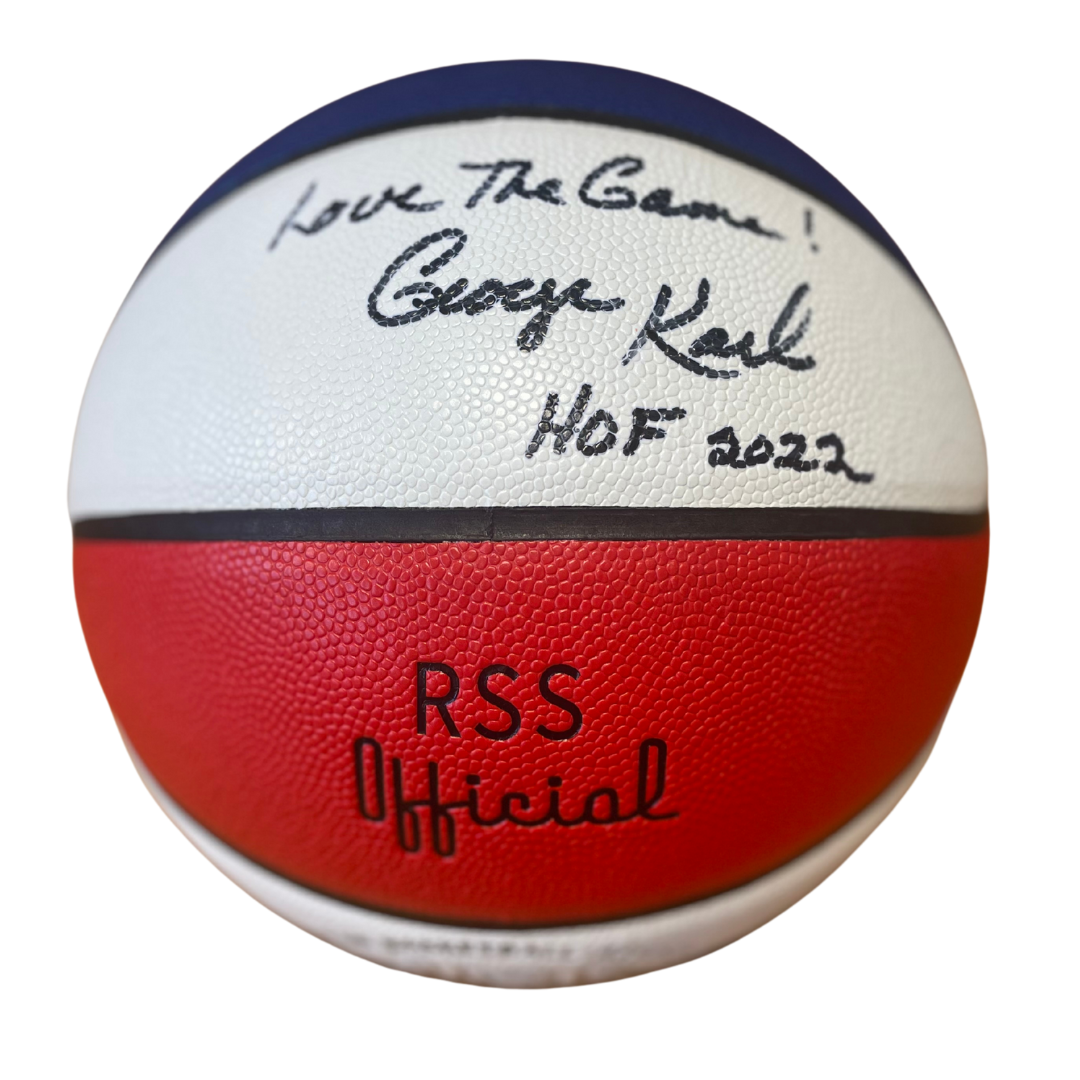 Love The Game!
George Karl
HOF 2022
RSS
Official